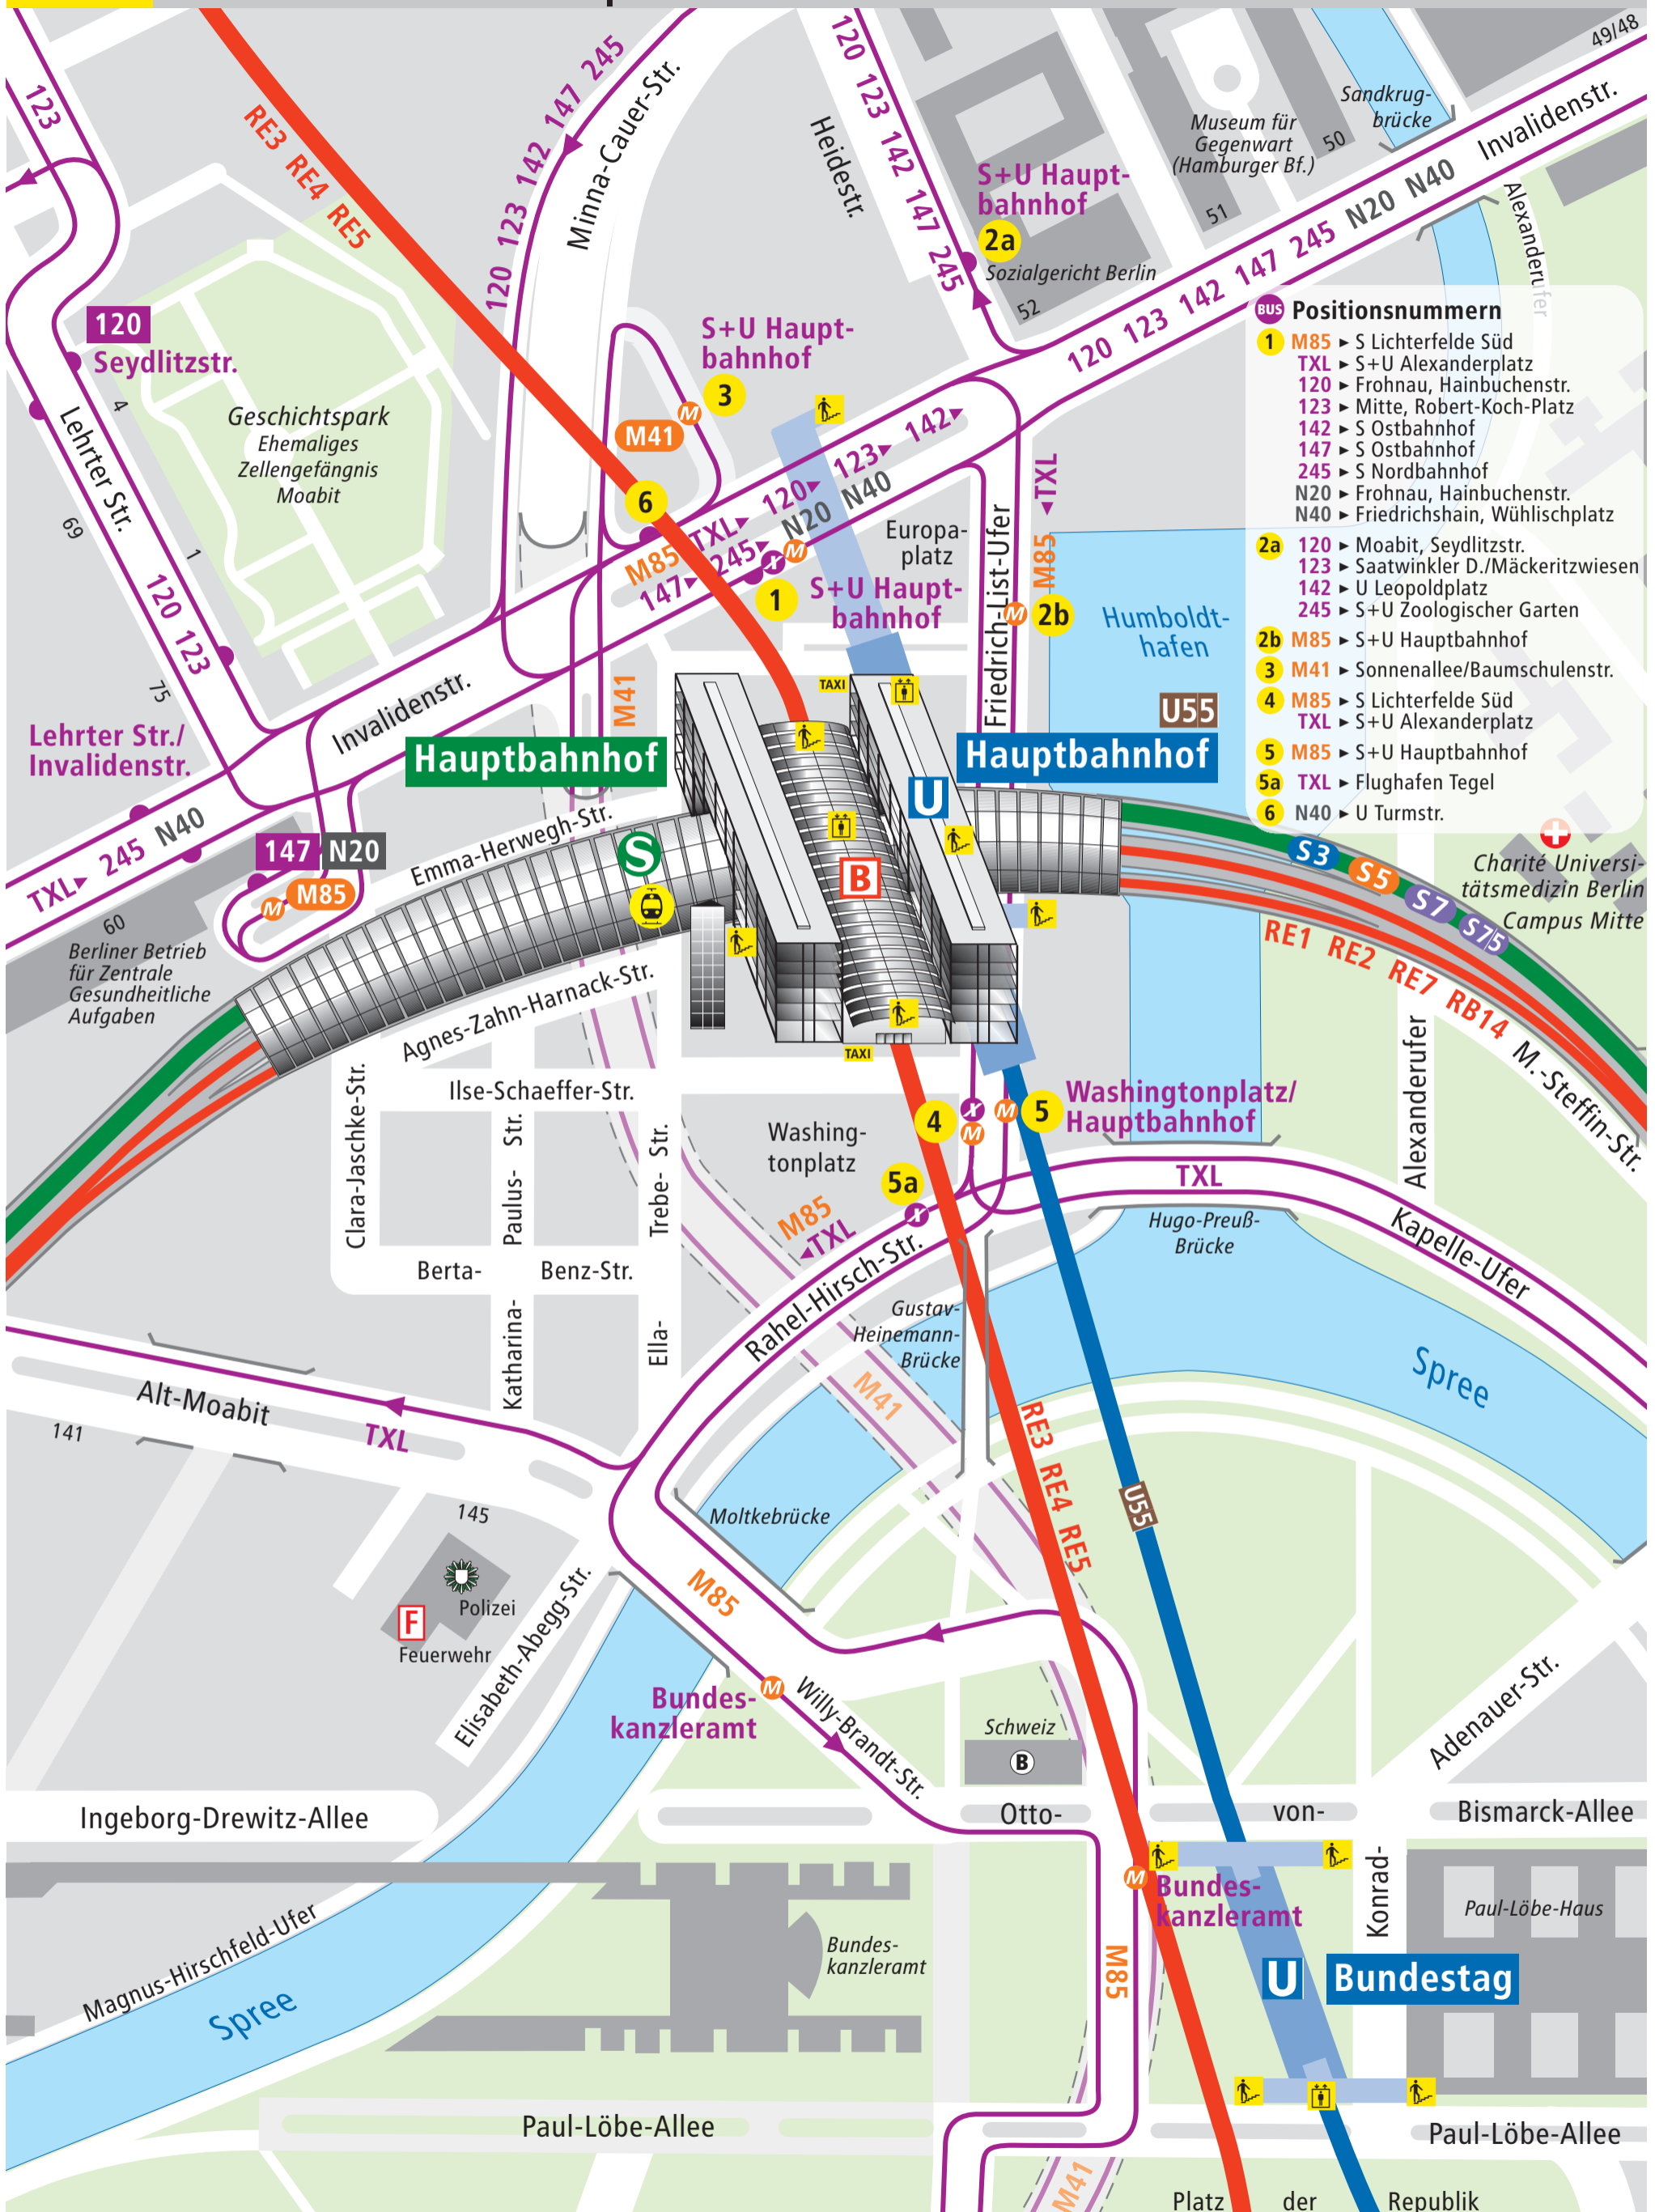 49/48
Sandkrug-
brücke
Invalidenstr.
Museum für
Gegenwart
(Hamburger Bf.)
50
51
52
123
RE3 RE4 RE5
120 123 142 147 245
Minna-Cauer-Str.
Heidestr.
120 123 142 147 245
S+U Haupt-
bahnhof
2a
Sozialgericht Berlin
Alexanderufer
120 123 142 147 245 N20 N40
120
Seydlitzstr.
4
Lehrter Str.
69
1
120 123
75
Geschichtspark
Ehemaliges
Zellengefängnis
Moabit
S+U Haupt-
bahnhof
3
M
M41
6
TXL 120 123 142
M85
147 245
N20 N40
X
M
1
S+U Haupt-
bahnhof
Europa-
platz
Friedrich-List-Ufer
TXL
M85
M
2b
Humboldt-
hafen
BUS Positionsnummern
1 M85 ▸ S Lichterfelde Süd
TXL ▸ S+U Alexanderplatz
120 ▸ Frohnau, Hainbuchenstr.
123 ▸ Mitte, Robert-Koch-Platz
142 ▸ S Ostbahnhof
147 ▸ S Ostbahnhof
245 ▸ S Nordbahnhof
N20 ▸ Frohnau, Hainbuchenstr.
N40 ▸ Friedrichshain, Wühlischplatz
2a 120 ▸ Moabit, Seydlitzstr.
123 ▸ Saatwinkler D./Mäckeritzwiesen
142 ▸ U Leopoldplatz
245 ▸ S+U Zoologischer Garten
2b M85 ▸ S+U Hauptbahnhof
3 M41 ▸ Sonnenallee/Baumschulenstr.
4 M85 ▸ S Lichterfelde Süd
TXL ▸ S+U Alexanderplatz
5 M85 ▸ S+U Hauptbahnhof
5a TXL ▸ Flughafen Tegel
6 N40 ▸ U Turmstr.
Lehrter Str./
Invalidenstr.
Invalidenstr.
M41
TAXI
U55
Hauptbahnhof
Hauptbahnhof
U
S
B
TXL 245 N40
147 N20
M M85
60
Berliner Betrieb
für Zentrale
Gesundheitliche
Aufgaben
Emma-Herwegh-Str.
Agnes-Zahn-Harnack-Str.
S3
S5
S7
S75
RE1 RE2 RE7 RB14
Charité Universi-
tätsmedizin Berlin
Campus Mitte
M.-Steffin-Str.
Alexanderufer
TAXI
Ilse-Schaeffer-Str.
Clara-Jaschke-Str.
Katharina- Paulus- Str.
Ella- Trebe- Str.
Berta- Benz-Str.
Washing-
tonplatz
4
X
M
M
5
Washingtonplatz/
Hauptbahnhof
5a
X
M85
TXL
TXL
Rahel-Hirsch-Str.
Hugo-Preuß-
Brücke
Kapelle-Ufer
Gustav-
Heinemann-
Brücke
M41
Spree
Alt-Moabit
141
TXL
145
Polizei
F
Feuerwehr
Elisabeth-Abegg-Str.
Moltkebrücke
RE3 RE4 RE5
U55
M85
M
Bundes-
kanzleramt
Willy-Brandt-Str.
Schweiz
B
Adenauer-Str.
Konrad-
Ingeborg-Drewitz-Allee
Otto- von- Bismarck-Allee
M
Bundes-
kanzleramt
Paul-Löbe-Haus
Magnus-Hirschfeld-Ufer
Spree
Bundes-
kanzleramt
M85
U Bundestag
Paul-Löbe-Allee
Paul-Löbe-Allee
M41
Platz der Republik